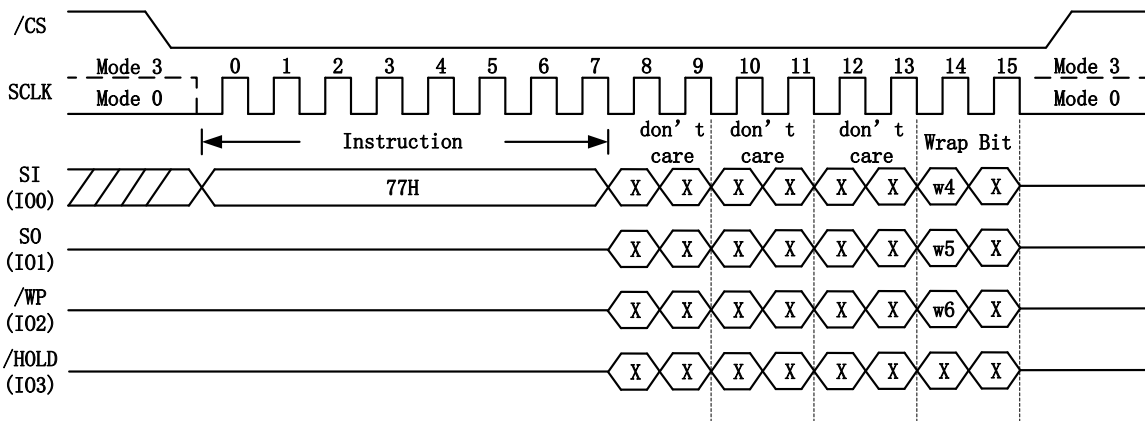 /CS
Mode 3 0 1 2 3 4 5 6 7 8 9 10 11 12 13 14 15 Mode 3
SCLK
Mode 0 Mode 0
Instruction
don't care don't care don't care Wrap Bit
SI
(IO0)
77H X X X X X X w4 X
SO
(IO1)
X X X X X X w5 X
/WP
(IO2)
X X X X X X w6 X
/HOLD
(IO3)
X X X X X X X X